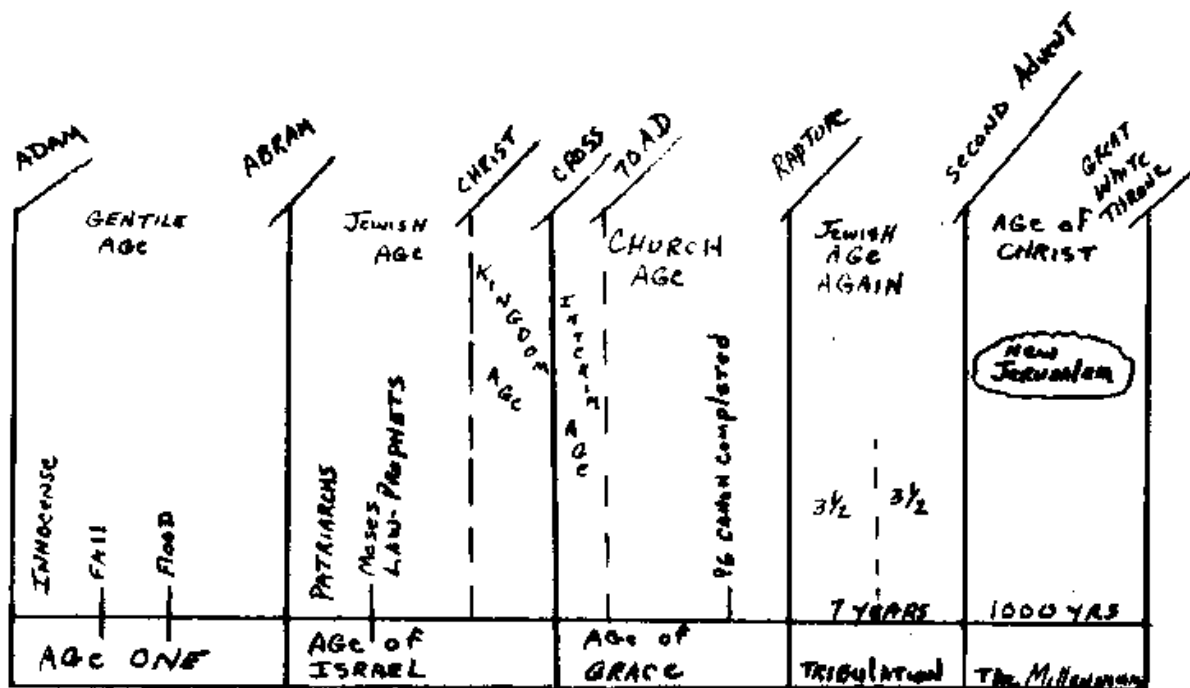 ADAM
ABRAM
CHRIST
CROSS
70 AD
RAPTURE
SECOND ADVENT
GREAT
WHITE
THRONE
GENTILE
AGE
JEWISH
AGE
KINGDOM
AGE
INTERIM
AGE
CHURCH
AGE
JEWISH
AGE
AGAIN
AGE of
CHRIST
NEW
JERUSALEM
INNOCENSE
FALL
FLOOD
PATRIARCHS
MOSES
LAW-PROPHETS
96 CANON COMPLETED
3½
3½
7 YEARS
1000 YRS
AGE ONE
AGE of
ISRAEL
AGE of
GRACE
TRIBULATION
The Millennium